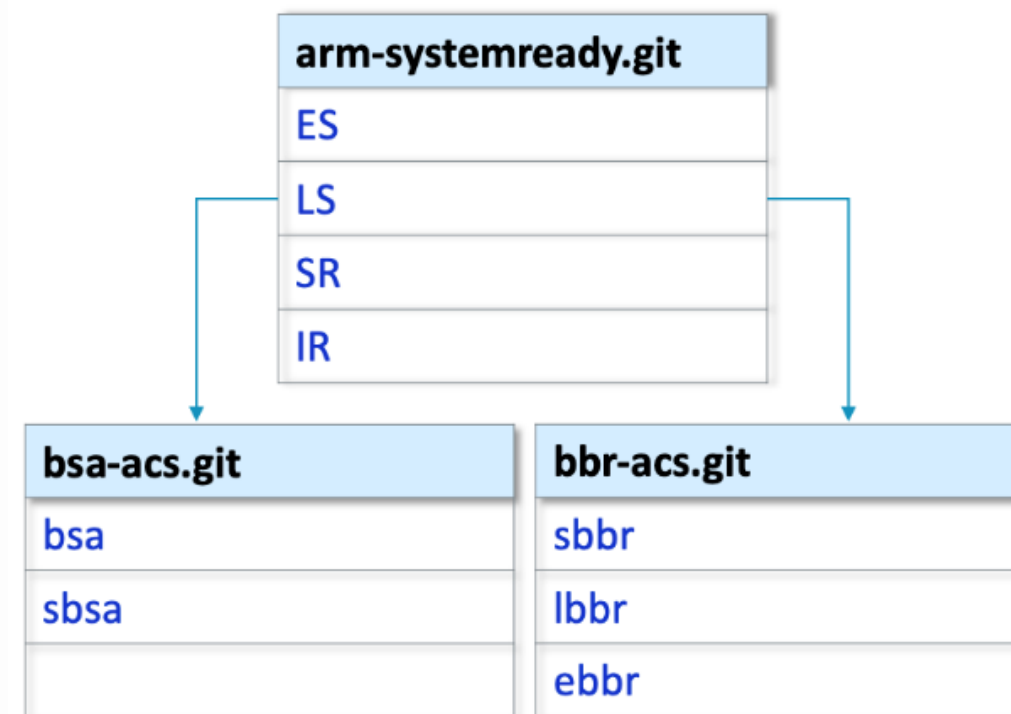 arm-systemready.git
ES
LS
SR
IR
bsa-acs.git
bsa
sbsa
bbr-acs.git
sbbr
lbbr
ebbr